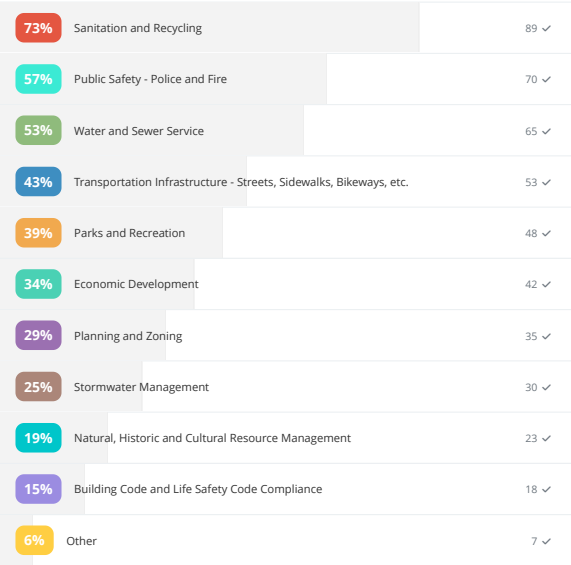 73% Sanitation and Recycling 89 ✓
57% Public Safety - Police and Fire 70 ✓
53% Water and Sewer Service 65 ✓
43% Transportation Infrastructure - Streets, Sidewalks, Bikeways, etc. 53 ✓
39% Parks and Recreation 48 ✓
34% Economic Development 42 ✓
29% Planning and Zoning 35 ✓
25% Stormwater Management 30 ✓
19% Natural, Historic and Cultural Resource Management 23 ✓
15% Building Code and Life Safety Code Compliance 18 ✓
6% Other 7 ✓